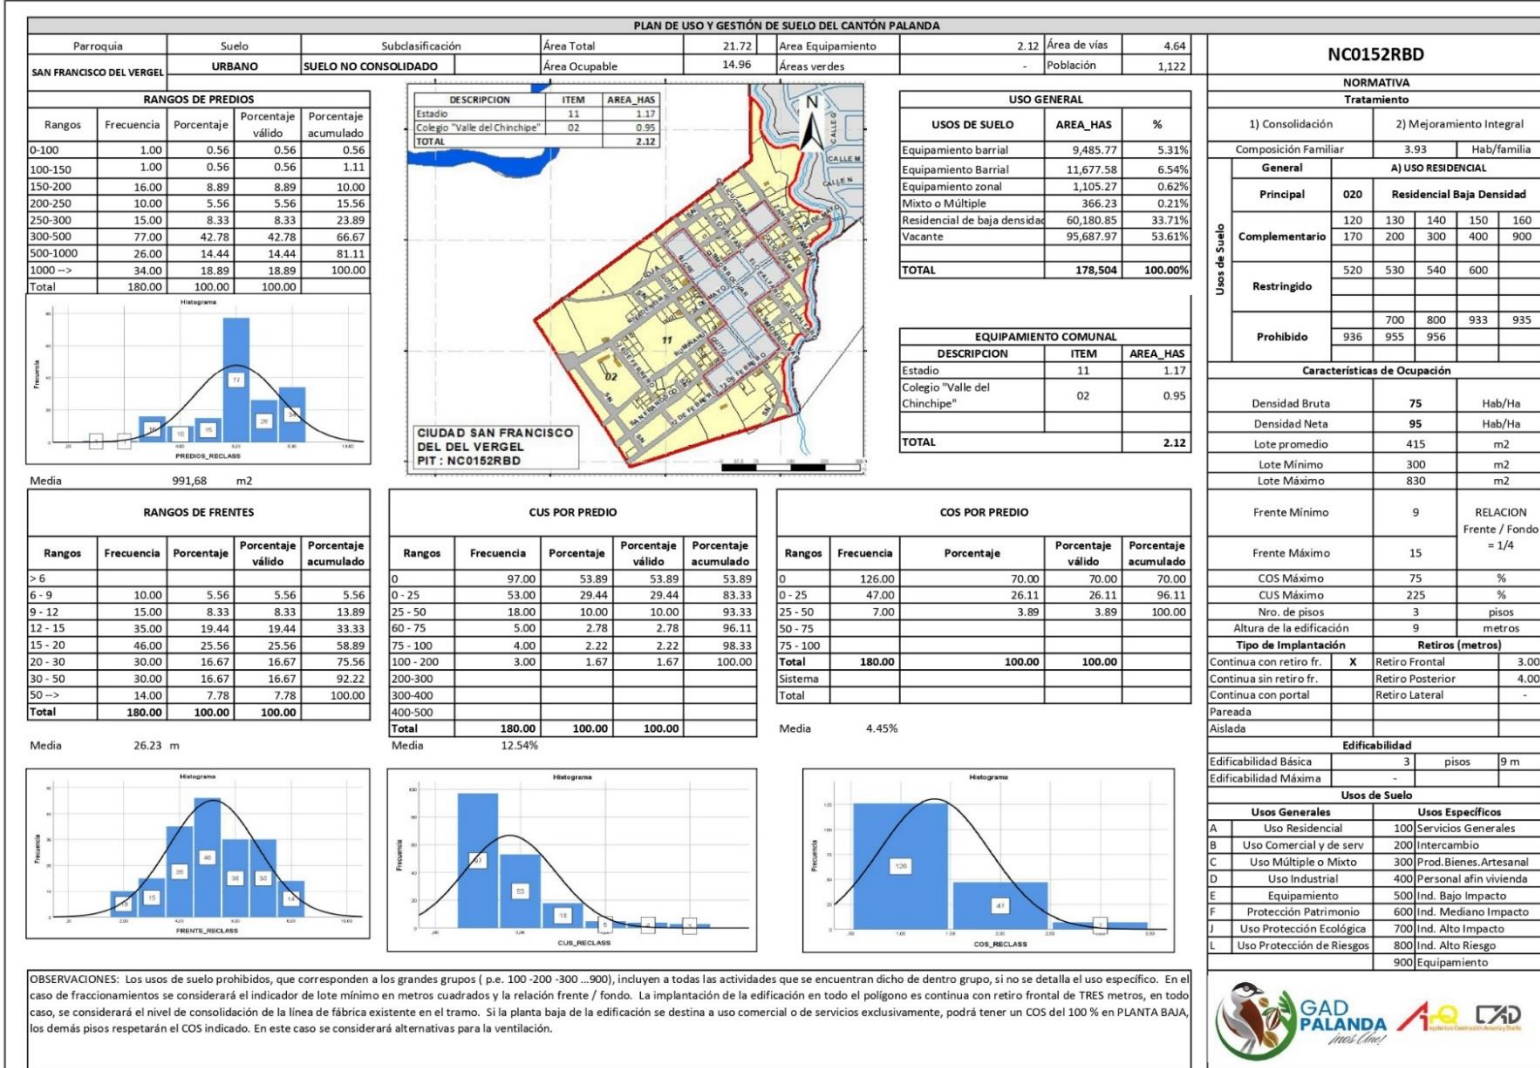 PLAN DE USO Y GESTIÓN DE SUELO DEL CANTÓN PALANDA
Parroquia Suelo Subclasificación Área Total 21.72 Area Equipamiento 2.12 Área de vías 4.64
SAN FRANCISCO DEL VERGEL URBANO SUELO NO CONSOLIDADO Área Ocupable 14.96 Áreas verdes - Población 1,122
RANGOS DE PREDIOS
Rangos Frecuencia Porcentaje Porcentaje válido Porcentaje acumulado
0-100 1.00 0.56 0.56 0.56
100-150 1.00 0.56 0.56 1.11
150-200 16.00 8.89 8.89 10.00
200-250 10.00 5.56 5.56 15.56
250-300 15.00 8.33 8.33 23.89
300-500 77.00 42.78 42.78 66.67
500-1000 26.00 14.44 14.44 81.11
1000 --> 34.00 18.89 18.89 100.00
Total 180.00 100.00 100.00
Histograma
Frecuencia
PREDIOS_RECLASS
Media 991,68 m2
DESCRIPCION ITEM AREA_HAS
Estadio 11 1.17
Colegio "Valle del Chinchipe" 02 0.95
TOTAL 2.12
N
CALLE G
CALLE M
CALLE N
11
02
CIUDAD SAN FRANCISCO
DEL DEL VERGEL
PIT : NC0152RBD
USO GENERAL
USOS DE SUELO AREA_HAS %
Equipamiento barrial 9,485.77 5.31%
Equipamiento Barrial 11,677.58 6.54%
Equipamiento zonal 1,105.27 0.62%
Mixto o Múltiple 366.23 0.21%
Residencial de baja densidad 60,180.85 33.71%
Vacante 95,687.97 53.61%
TOTAL 178,504 100.00%
EQUIPAMIENTO COMUNAL
DESCRIPCION ITEM AREA_HAS
Estadio 11 1.17
Colegio "Valle del Chinchipe" 02 0.95
TOTAL 2.12
RANGOS DE FRENTES
Rangos Frecuencia Porcentaje Porcentaje válido Porcentaje acumulado
> 6
6 - 9 10.00 5.56 5.56 5.56
9 - 12 15.00 8.33 8.33 13.89
12 - 15 35.00 19.44 19.44 33.33
15 - 20 46.00 25.56 25.56 58.89
20 - 30 30.00 16.67 16.67 75.56
30 - 50 30.00 16.67 16.67 92.22
50 --> 14.00 7.78 7.78 100.00
Total 180.00 100.00 100.00
Media 26.23 m
CUS POR PREDIO
Rangos Frecuencia Porcentaje Porcentaje válido Porcentaje acumulado
0 97.00 53.89 53.89 53.89
0 - 25 53.00 29.44 29.44 83.33
25 - 50 18.00 10.00 10.00 93.33
60 - 75 5.00 2.78 2.78 96.11
75 - 100 4.00 2.22 2.22 98.33
100 - 200 3.00 1.67 1.67 100.00
200-300
300-400
400-500
Total 180.00 100.00 100.00
Media 12.54%
COS POR PREDIO
Rangos Frecuencia Porcentaje Porcentaje válido Porcentaje acumulado
0 126.00 70.00 70.00 70.00
0 - 25 47.00 26.11 26.11 96.11
25 - 50 7.00 3.89 3.89 100.00
50 - 75
75 - 100
Total 180.00 100.00 100.00
Sistema
Total
Media 4.45%
Histograma
Frecuencia
FRENTE_RECLASS
Histograma
Frecuencia
CUS_RECLASS
Histograma
Frecuencia
COS_RECLASS
OBSERVACIONES: Los usos de suelo prohibidos, que corresponden a los grandes grupos ( p.e. 100 -200 -300 ...900), incluyen a todas las actividades que se encuentran dicho de dentro grupo, si no se detalla el uso específico. En el
caso de fraccionamientos se considerará el indicador de lote mínimo en metros cuadrados y la relación frente / fondo. La implantación de la edificación en todo el polígono es continua con retiro frontal de TRES metros, en todo
caso, se considerará el nivel de consolidación de la línea de fábrica existente en el tramo. Si la planta baja de la edificación se destina a uso comercial o de servicios exclusivamente, podrá tener un COS del 100 % en PLANTA BAJA,
los demás pisos respetarán el COS indicado. En este caso se considerará alternativas para la ventilación.
NC0152RBD
NORMATIVA
Tratamiento
1) Consolidación 2) Mejoramiento Integral
Composición Familiar 3.93 Hab/familia
Usos de Suelo
General A) USO RESIDENCIAL
Principal 020 Residencial Baja Densidad
Complementario 120 130 140 150 160
170 200 300 400 900
Restringido 520 530 540 600
Prohibido 700 800 933 935
936 955 956
Características de Ocupación
Densidad Bruta 75 Hab/Ha
Densidad Neta 95 Hab/Ha
Lote promedio 415 m2
Lote Mínimo 300 m2
Lote Máximo 830 m2
Frente Mínimo 9 RELACION Frente / Fondo = 1/4
Frente Máximo 15
COS Máximo 75 %
CUS Máximo 225 %
Nro. de pisos 3 pisos
Altura de la edificación 9 metros
Tipo de Implantación Retiros (metros)
Continua con retiro fr. X Retiro Frontal 3.00
Continua sin retiro fr. Retiro Posterior 4.00
Continua con portal Retiro Lateral -
Pareada
Aislada
Edificabilidad
Edificabilidad Básica 3 pisos 9 m
Edificabilidad Máxima -
Usos de Suelo
Usos Generales Usos Específicos
A Uso Residencial 100 Servicios Generales
B Uso Comercial y de serv 200 Intercambio
C Uso Múltiple o Mixto 300 Prod.Bienes.Artesanal
D Uso Industrial 400 Personal afin vivienda
E Equipamiento 500 Ind. Bajo Impacto
F Protección Patrimonio 600 Ind. Mediano Impacto
J Uso Protección Ecológica 700 Ind. Alto Impacto
L Uso Protección de Riesgos 800 Ind. Alto Riesgo
900 Equipamiento
GAD
PALANDA